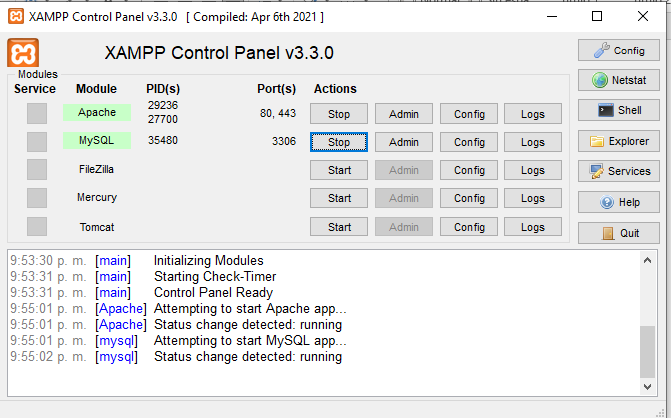 XAMPP Control Panel v3.3.0 [ Compiled: Apr 6th 2021 ]
XAMPP Control Panel v3.3.0
Config
Modules
Service Module PID(s) Port(s) Actions
Netstat
Apache 29236 27700 80, 443 Stop Admin Config Logs
Shell
MySQL 35480 3306 Stop Admin Config Logs
Explorer
FileZilla Start Admin Config Logs
Services
Mercury Start Admin Config Logs
Help
Tomcat Start Admin Config Logs
Quit
9:53:30 p. m. [main] Initializing Modules
9:53:31 p. m. [main] Starting Check-Timer
9:53:31 p. m. [main] Control Panel Ready
9:55:01 p. m. [Apache] Attempting to start Apache app...
9:55:01 p. m. [Apache] Status change detected: running
9:55:01 p. m. [mysql] Attempting to start MySQL app...
9:55:02 p. m. [mysql] Status change detected: running